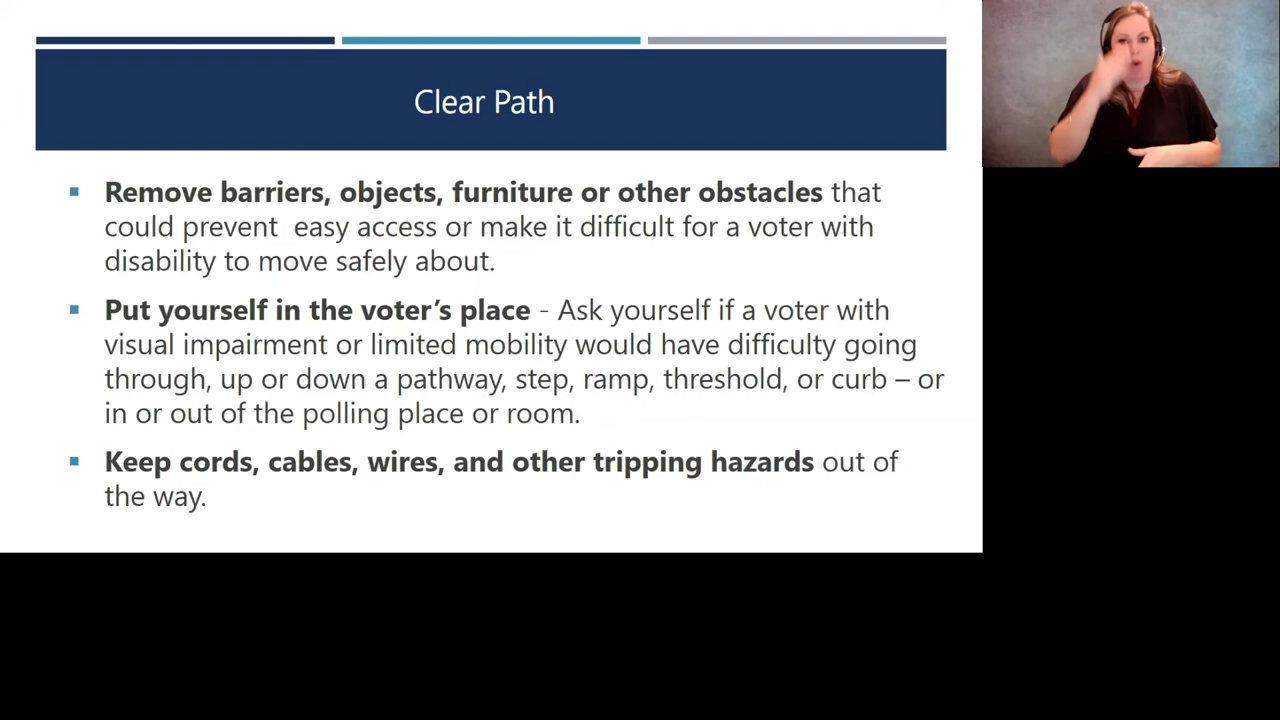 Clear Path
Remove barriers, objects, furniture or other obstacles that
could prevent  easy access or make it difficult for a voter with
disability to move safely about.
Put yourself in the voter’s place - Ask yourself if a voter with
visual impairment or limited mobility would have difficulty going
through, up or down a pathway, step, ramp, threshold, or curb – or
in or out of the polling place or room.
Keep cords, cables, wires, and other tripping hazards out of
the way.